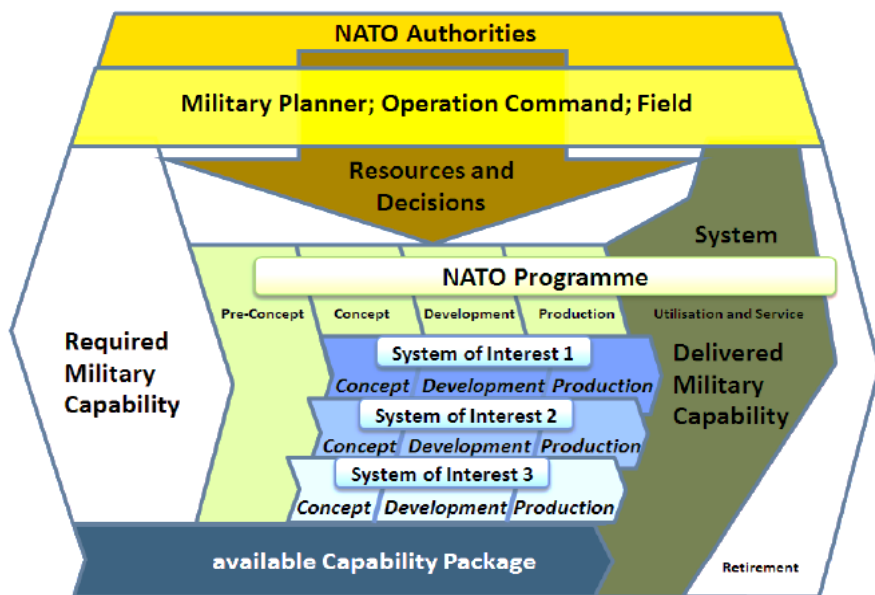 NATO Authorities
Military Planner; Operation Command; Field
Resources and
Decisions
System
NATO Programme
Pre-Concept
Concept
Development
Production
Utilisation and Service
Required
Military
Capability
System of Interest 1
Concept Development Production
System of Interest 2
Concept Development Production
System of Interest 3
Concept Development Production
Delivered
Military
Capability
available Capability Package
Retirement